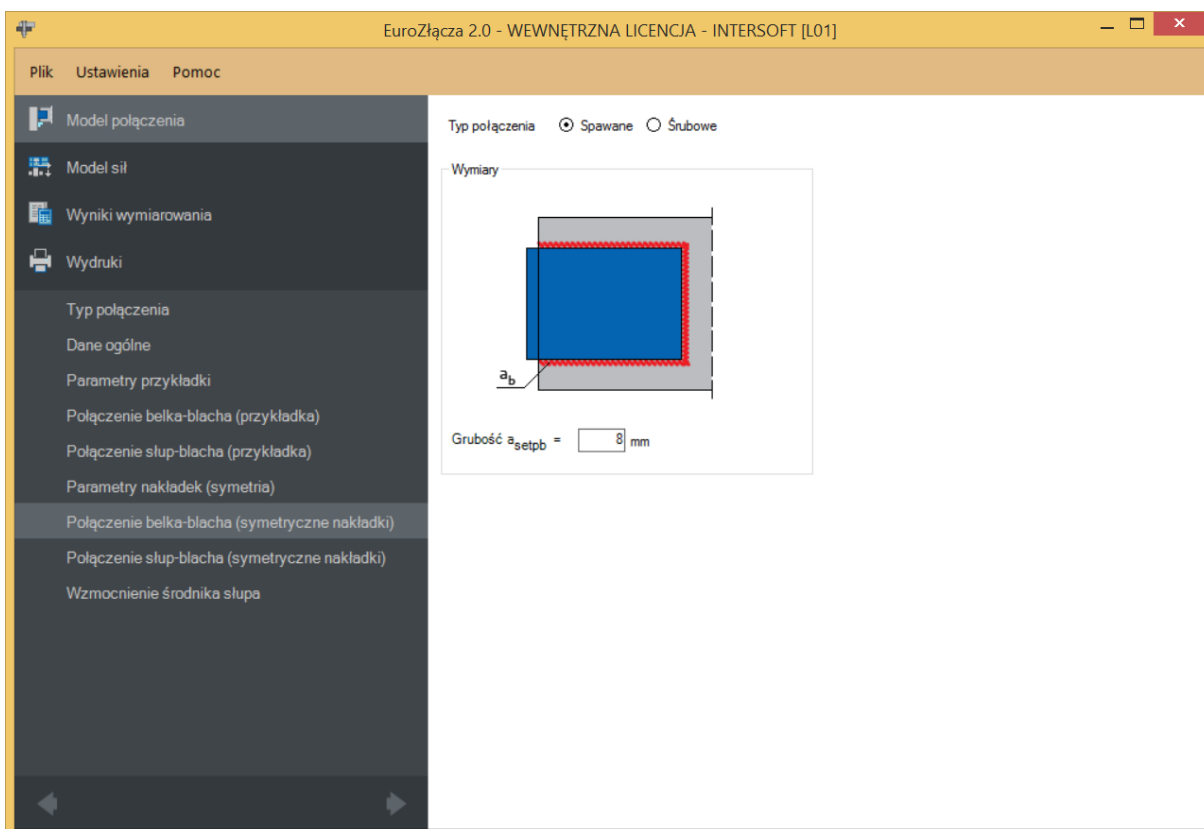 EuroZłącza 2.0 - WEWNĘTRZNA LICENCJA - INTERSOFT [L01]
Plik Ustawienia Pomoc
Model połączenia
Model sił
Wyniki wymiarowania
Wydruki
Typ połączenia
Dane ogólne
Parametry przykładki
Połączenie belka-blacha (przykładka)
Połączenie słup-blacha (przykładka)
Parametry nakładek (symetria)
Połączenie belka-blacha (symetryczne nakładki)
Połączenie słup-blacha (symetryczne nakładki)
Wzmocnienie środnika słupa
Typ połączenia Spawane Śrubowe
Wymiary
ab
Grubość asetpb = 8 mm